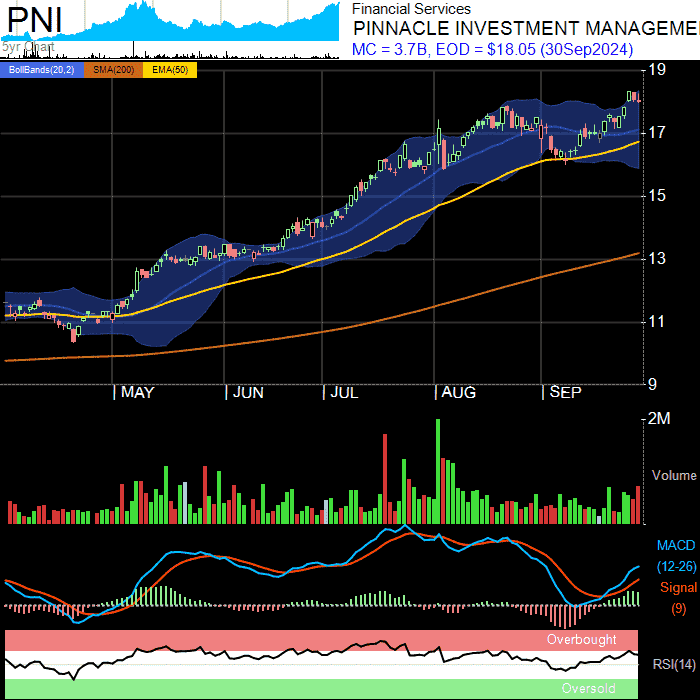 PNI
Financial Services
PINNACLE INVESTMENT MANAGEME
MC = 3.7B, EOD = $18.05 (30Sep2024)
5yr Chart
BollBands(20,2) SMA(200) EMA(50)
19
17
15
13
11
9
MAY JUN JUL AUG SEP
2M
Volume
MACD
(12-26)
Signal
(9)
Overbought
RSI(14)
Oversold